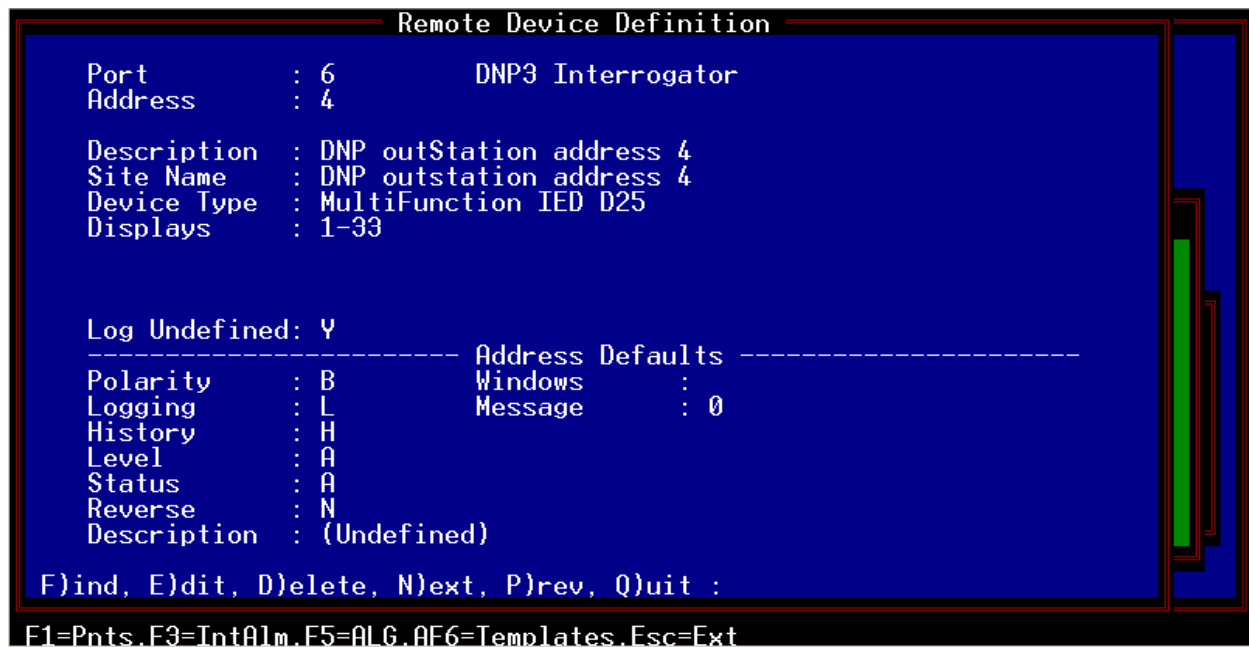 Remote Device Definition
Port : 6 DNP3 Interrogator
Address : 4
Description : DNP outStation address 4
Site Name : DNP outstation address 4
Device Type : MultiFunction IED D25
Displays : 1-33
Log Undefined: Y
------------------------ Address Defaults ----------------------
Polarity : B Windows :
Logging : L Message : 0
History : H
Level : A
Status : A
Reverse : N
Description : (Undefined)
F)ind, E)dit, D)elete, N)ext, P)rev, Q)uit :
F1=Pnts,F3=IntAlm,F5=ALG,AF6=Templates,Esc=Ext